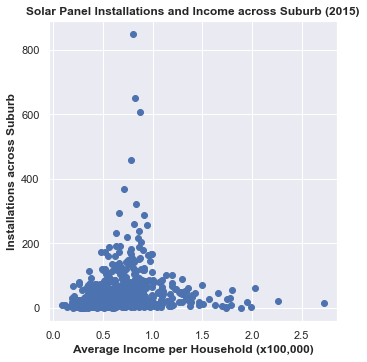 Solar Panel Installations and Income across Suburb (2015)
Installations across Suburb
800
600
400
200
0
0.0 0.5 1.0 1.5 2.0 2.5
Average Income per Household (x100,000)